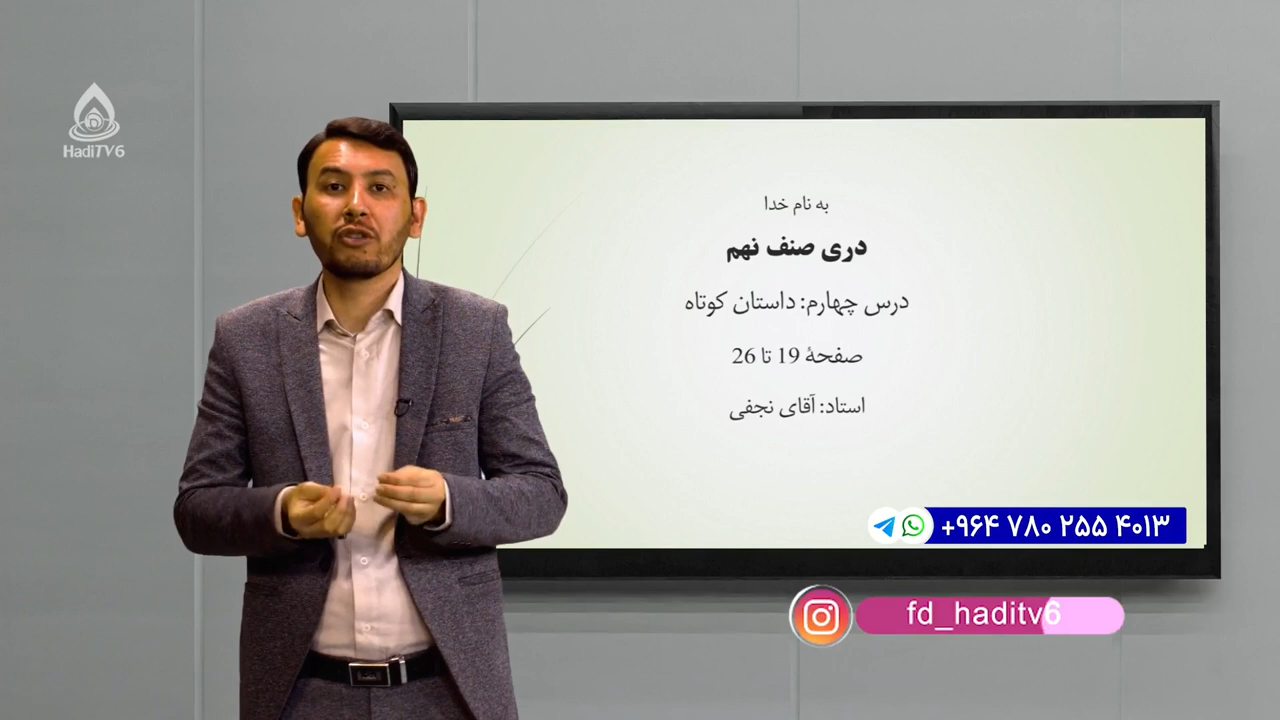 HadiTV6
به نام خدا
دری صنف نهم
درس چهارم: داستان کوتاه
صفحۀ 19 تا 26
استاد: آقای نجفی
+۹۶۴ ۷۸۰ ۲۵۵ ۴۰۱۳
fd_haditv6